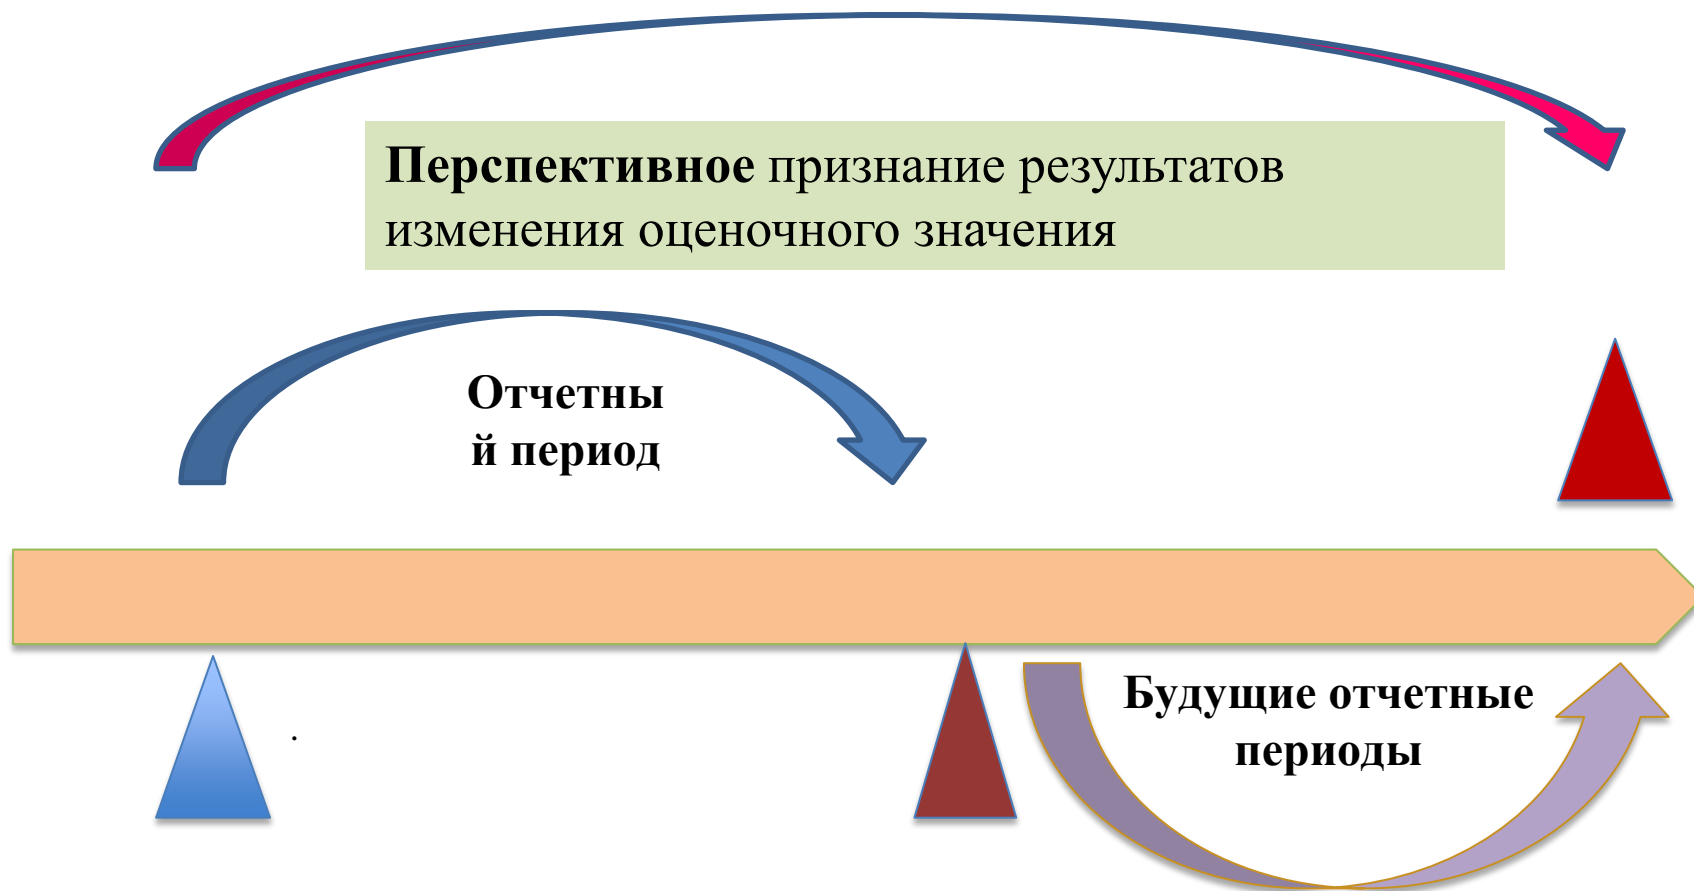 Перспективное признание результатов
изменения оценочного значения
Отчетны
й период
Будущие отчетные
периоды
.